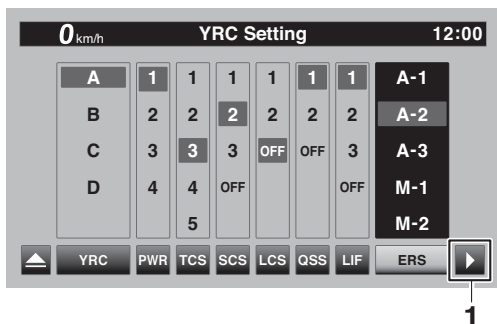 0 km/h YRC Setting 12:00
A 1 1 1 1 1 1 A-1
B 2 2 2 2 2 2 A-2
C 3 3 3 OFF OFF 3 A-3
D 4 4 OFF OFF M-1
5 M-2
YRC PWR TCS SCS LCS QSS LIF ERS
1